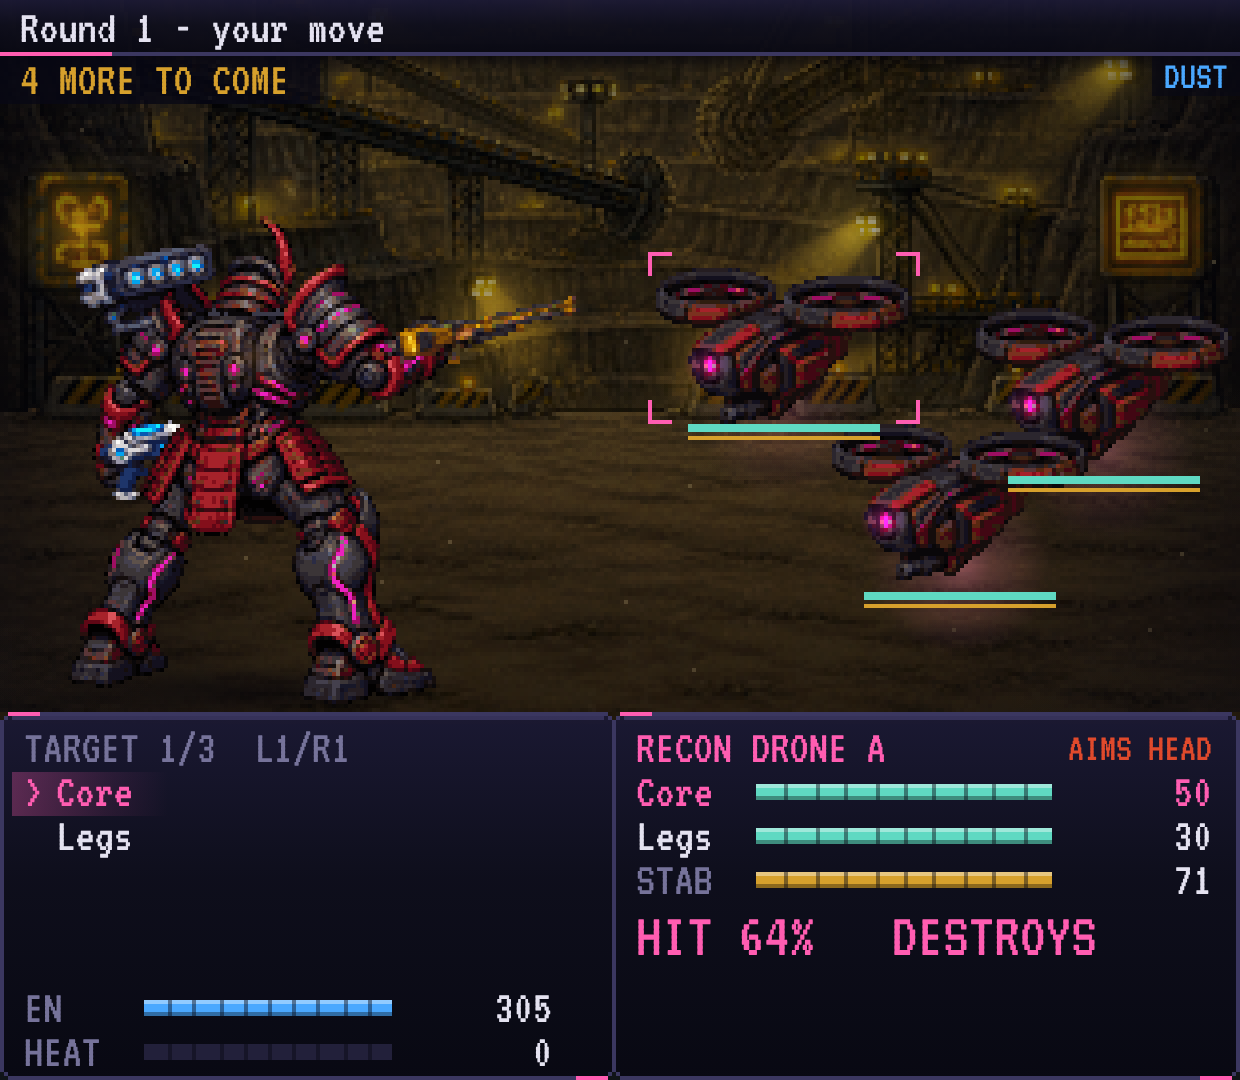 Round 1 - your move
4 MORE TO COME
DUST
TARGET 1/3 L1/R1
> Core
Legs
EN 305
HEAT 0
RECON DRONE A AIMS HEAD
Core 50
Legs 30
STAB 71
HIT 64% DESTROYS